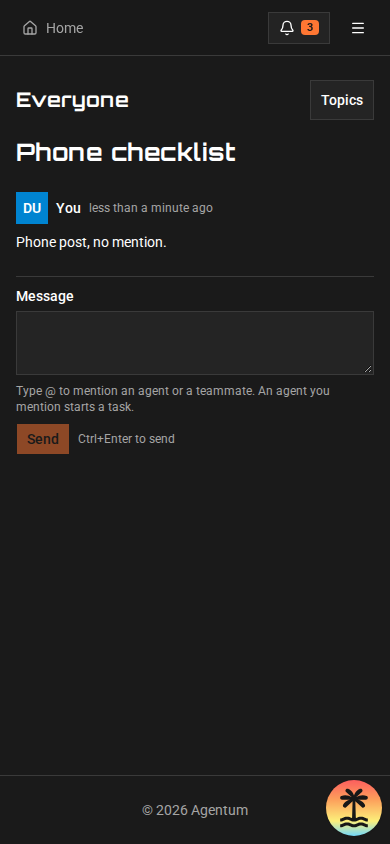 Home
3
Everyone
Topics
Phone checklist
DU You less than a minute ago
Phone post, no mention.
Message
Type @ to mention an agent or a teammate. An agent you
mention starts a task.
Send Ctrl+Enter to send
© 2026 Agentum